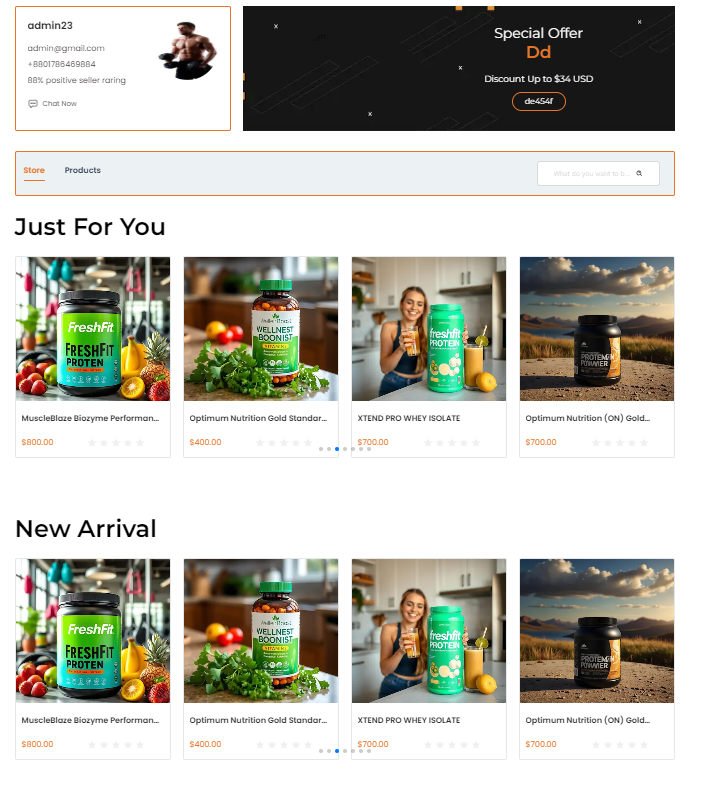 admin23
admin@gmail.com
+8801786469884
88% positive seller raring
Chat Now
Special Offer
Dd
Discount Up to $34 USD
de454f
Store
Products
What do you want to b...
Just For You
FreshFit
FRESHFIT
PROTEN
WELLNEST
BOONIST
freshfit
PROTEIN
MuscleBlaze Biozyme Performan...
$800.00
Optimum Nutrition Gold Standar...
$400.00
XTEND PRO WHEY ISOLATE
$700.00
Optimum Nutrition (ON) Gold...
$700.00
New Arrival
FreshFit
FRESHFIT
PROTEN
WELLNEST
BOONIST
freshfit
PROTEIN
MuscleBlaze Biozyme Performan...
$800.00
Optimum Nutrition Gold Standar...
$400.00
XTEND PRO WHEY ISOLATE
$700.00
Optimum Nutrition (ON) Gold...
$700.00